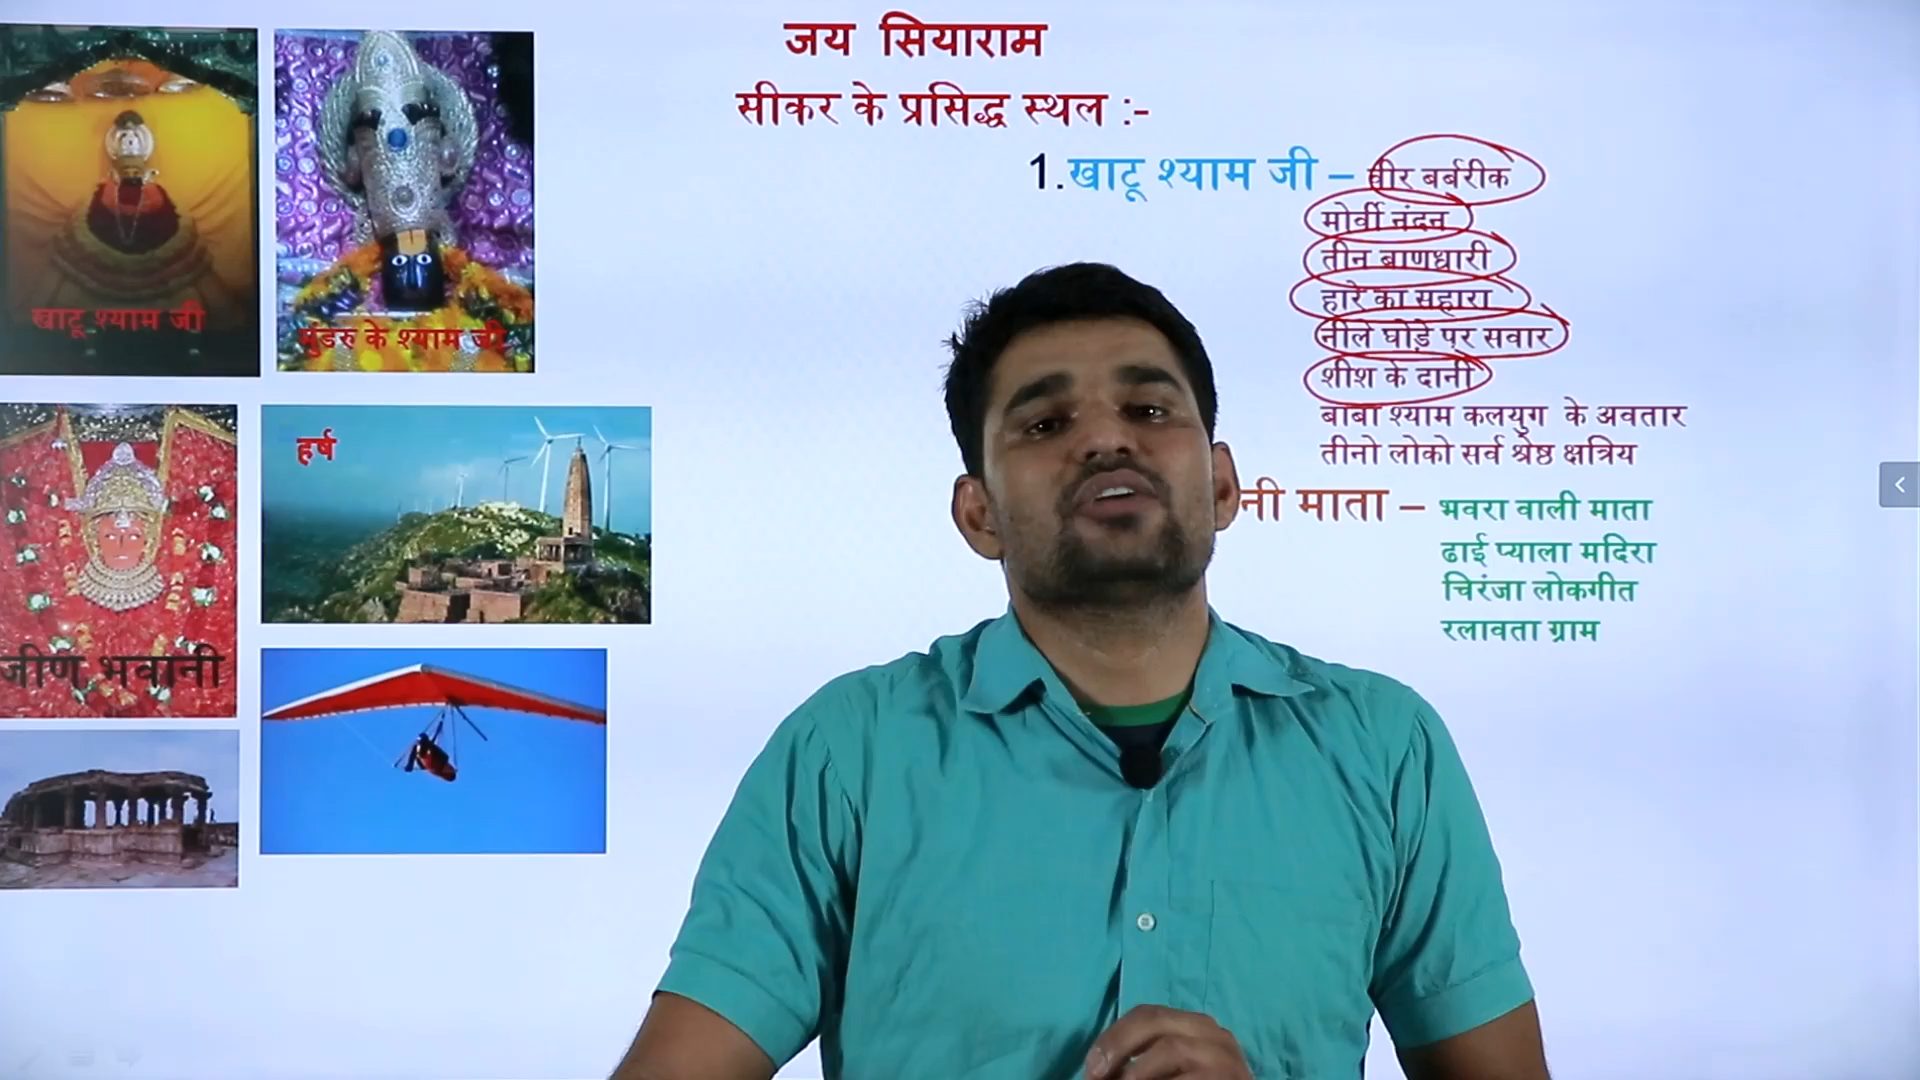 जय सियाराम
सीकर के प्रसिद्ध स्थल :-
1.खाटू श्याम जी – वीर बर्बरीक
मोर्वी नंदन
तीन बाणधारी
हारे का सहारा
नीले घोड़े पर सवार
शीश के दानी
बाबा श्याम कलयुग के अवतार
तीनो लोको सर्व श्रेष्ठ क्षत्रिय
नी माता – भवरा वाली माता
ढाई प्याला मदिरा
चिरंजा लोकगीत
रलावता ग्राम
खाटू श्याम जी
मुंडरु के श्याम जी
हर्ष
जीण भवानी